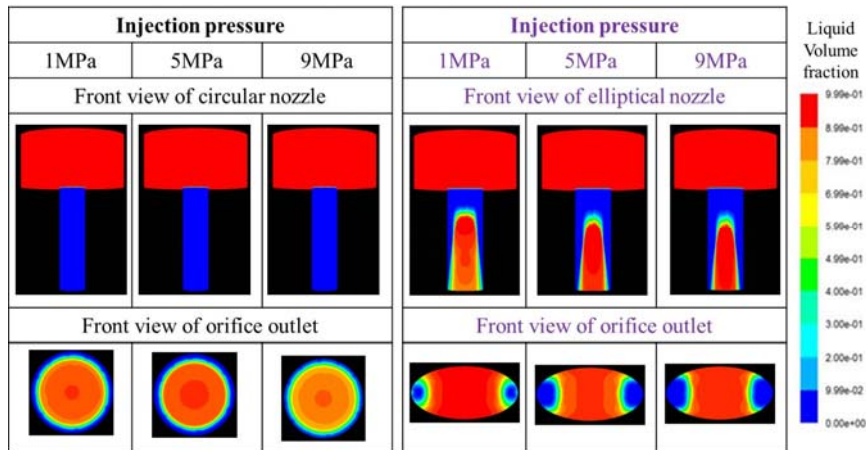 Injection pressure
1MPa 5MPa 9MPa
Front view of circular nozzle
Front view of orifice outlet
Injection pressure
1MPa 5MPa 9MPa
Front view of elliptical nozzle
Front view of orifice outlet
Liquid
Volume
fraction
9.99e-01
8.99e-01
7.99e-01
6.99e-01
5.99e-01
4.99e-01
4.00e-01
3.00e-01
2.00e-01
9.99e-02
0.00e+00